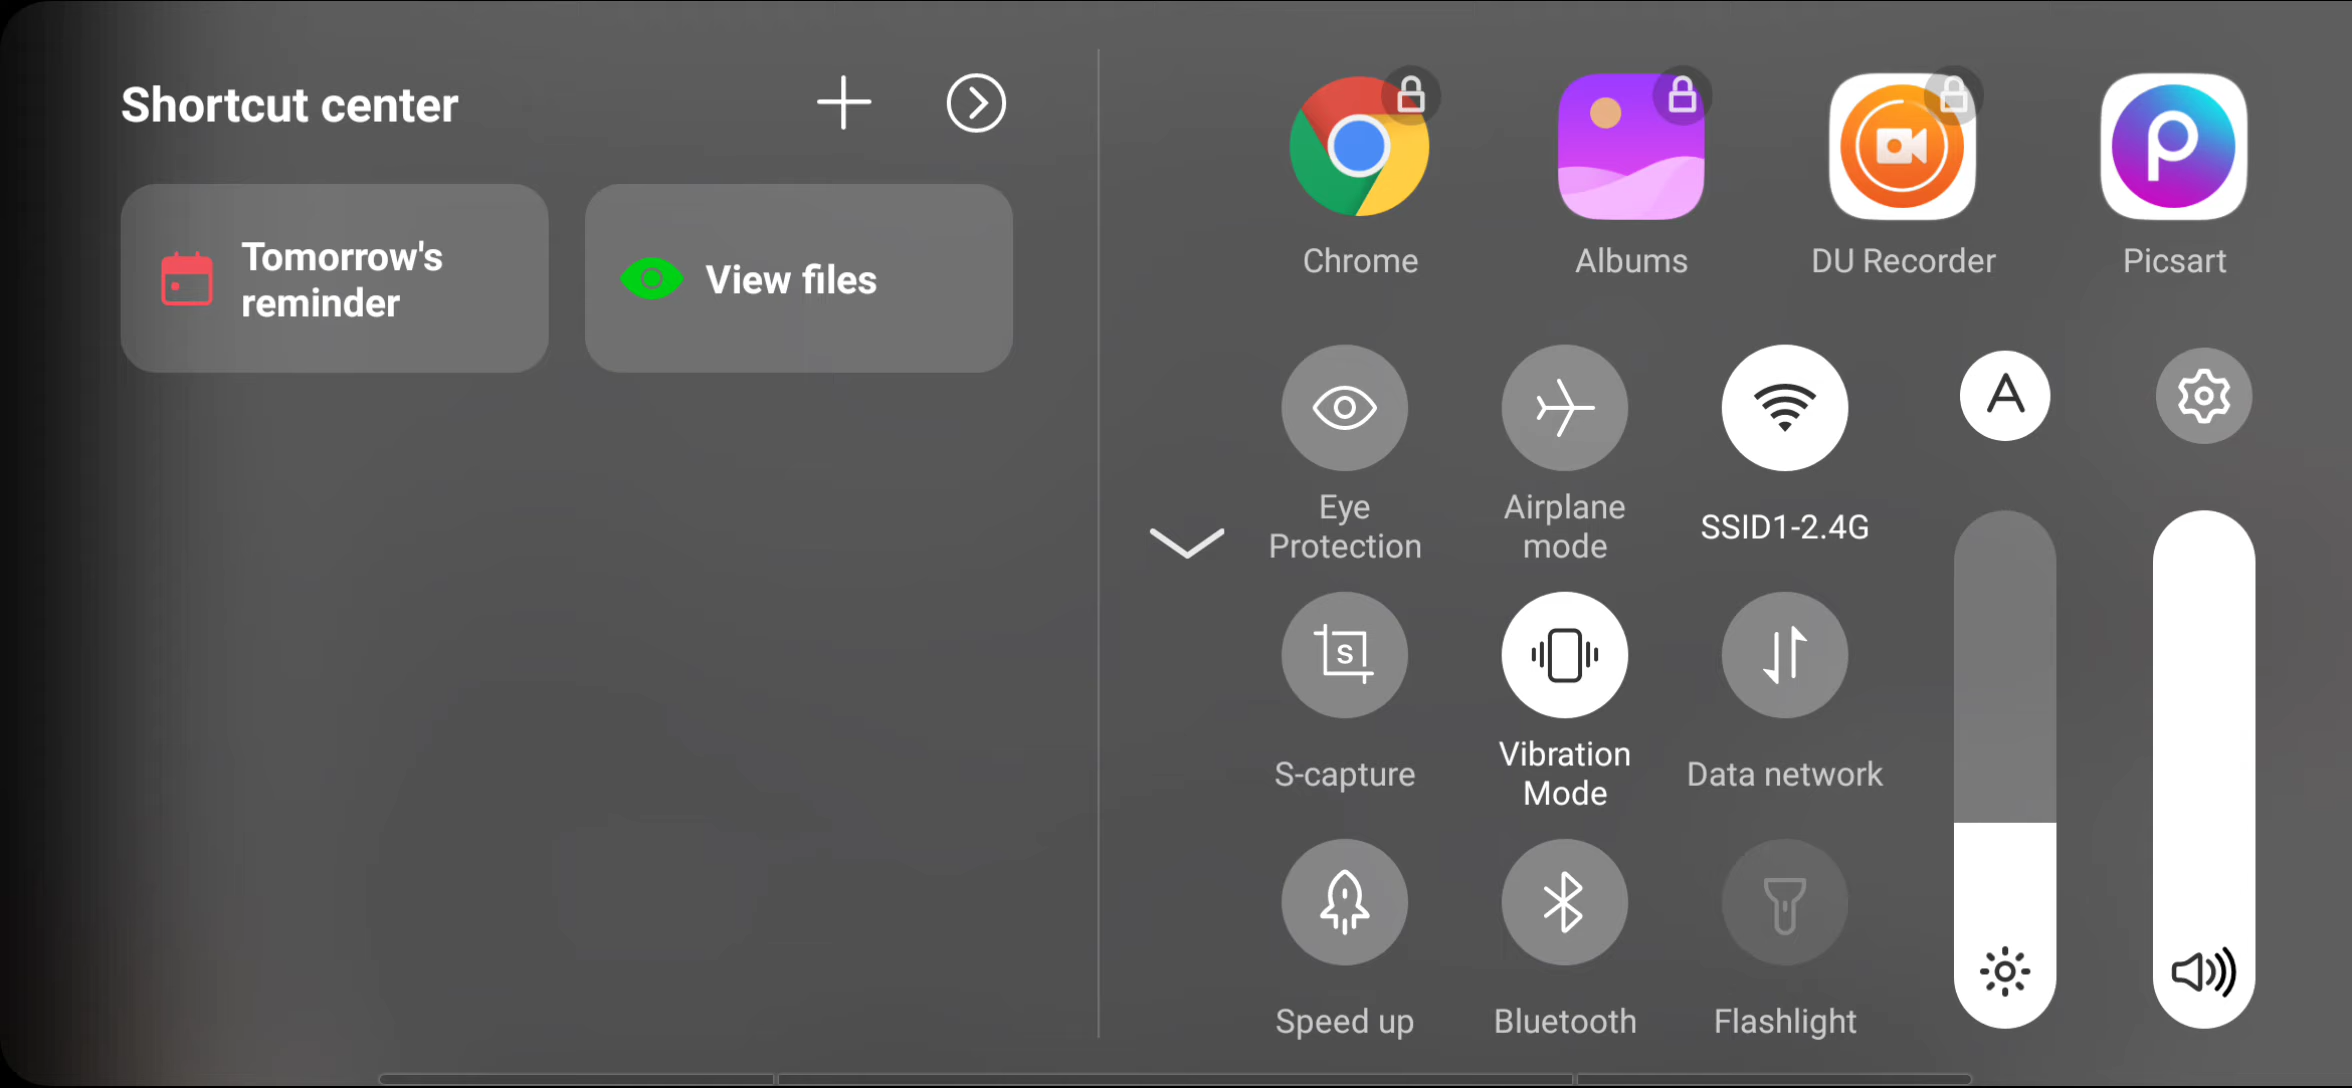 Shortcut center
Tomorrow's
reminder
View files
Chrome
Albums
DU Recorder
Picsart
Eye
Protection
Airplane
mode
SSID1-2.4G
A
S
S-capture
Vibration
Mode
Data network
Speed up
Bluetooth
Flashlight